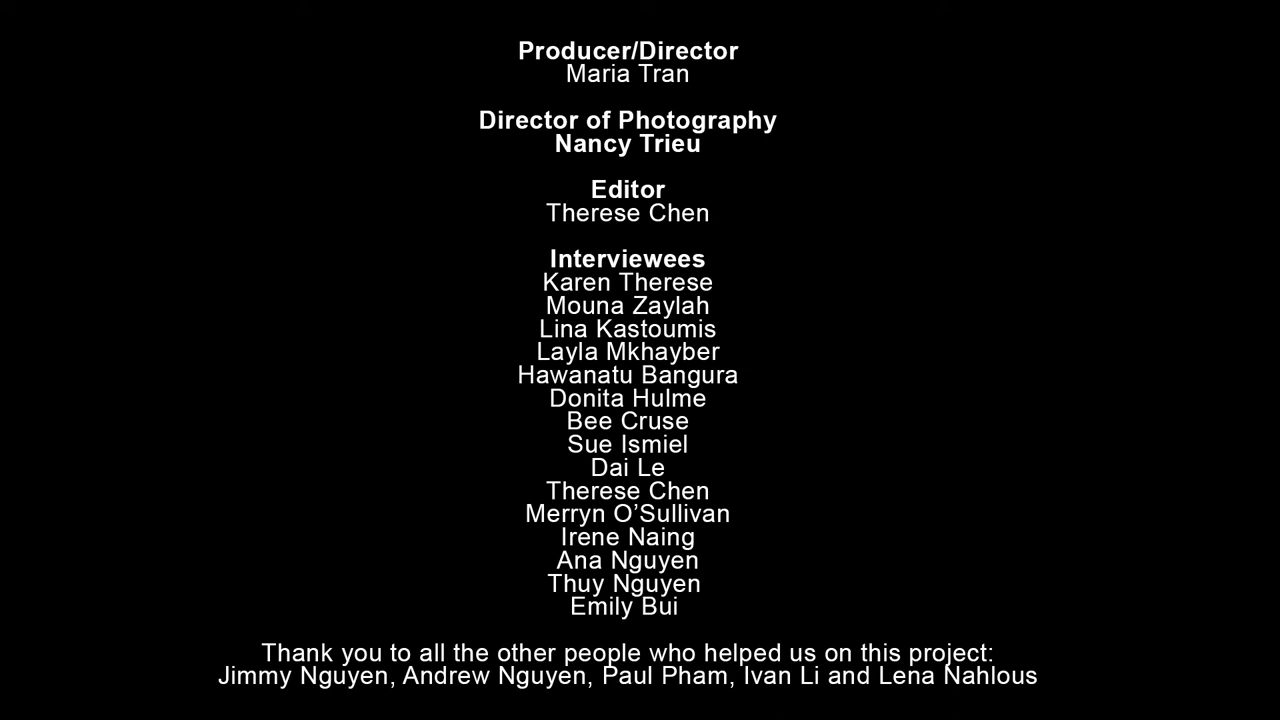 Producer/Director
Maria Tran
Director of Photography
Nancy Trieu
Editor
Therese Chen
Interviewees
Karen Therese
Mouna Zaylah
Lina Kastoumis
Layla Mkhayber
Hawanatu Bangura
Donita Hulme
Bee Cruse
Sue Ismiel
Dai Le
Therese Chen
Merryn O’Sullivan
Irene Naing
Ana Nguyen
Thuy Nguyen
Emily Bui
Thank you to all the other people who helped us on this project:
Jimmy Nguyen, Andrew Nguyen, Paul Pham, Ivan Li and Lena Nahlous